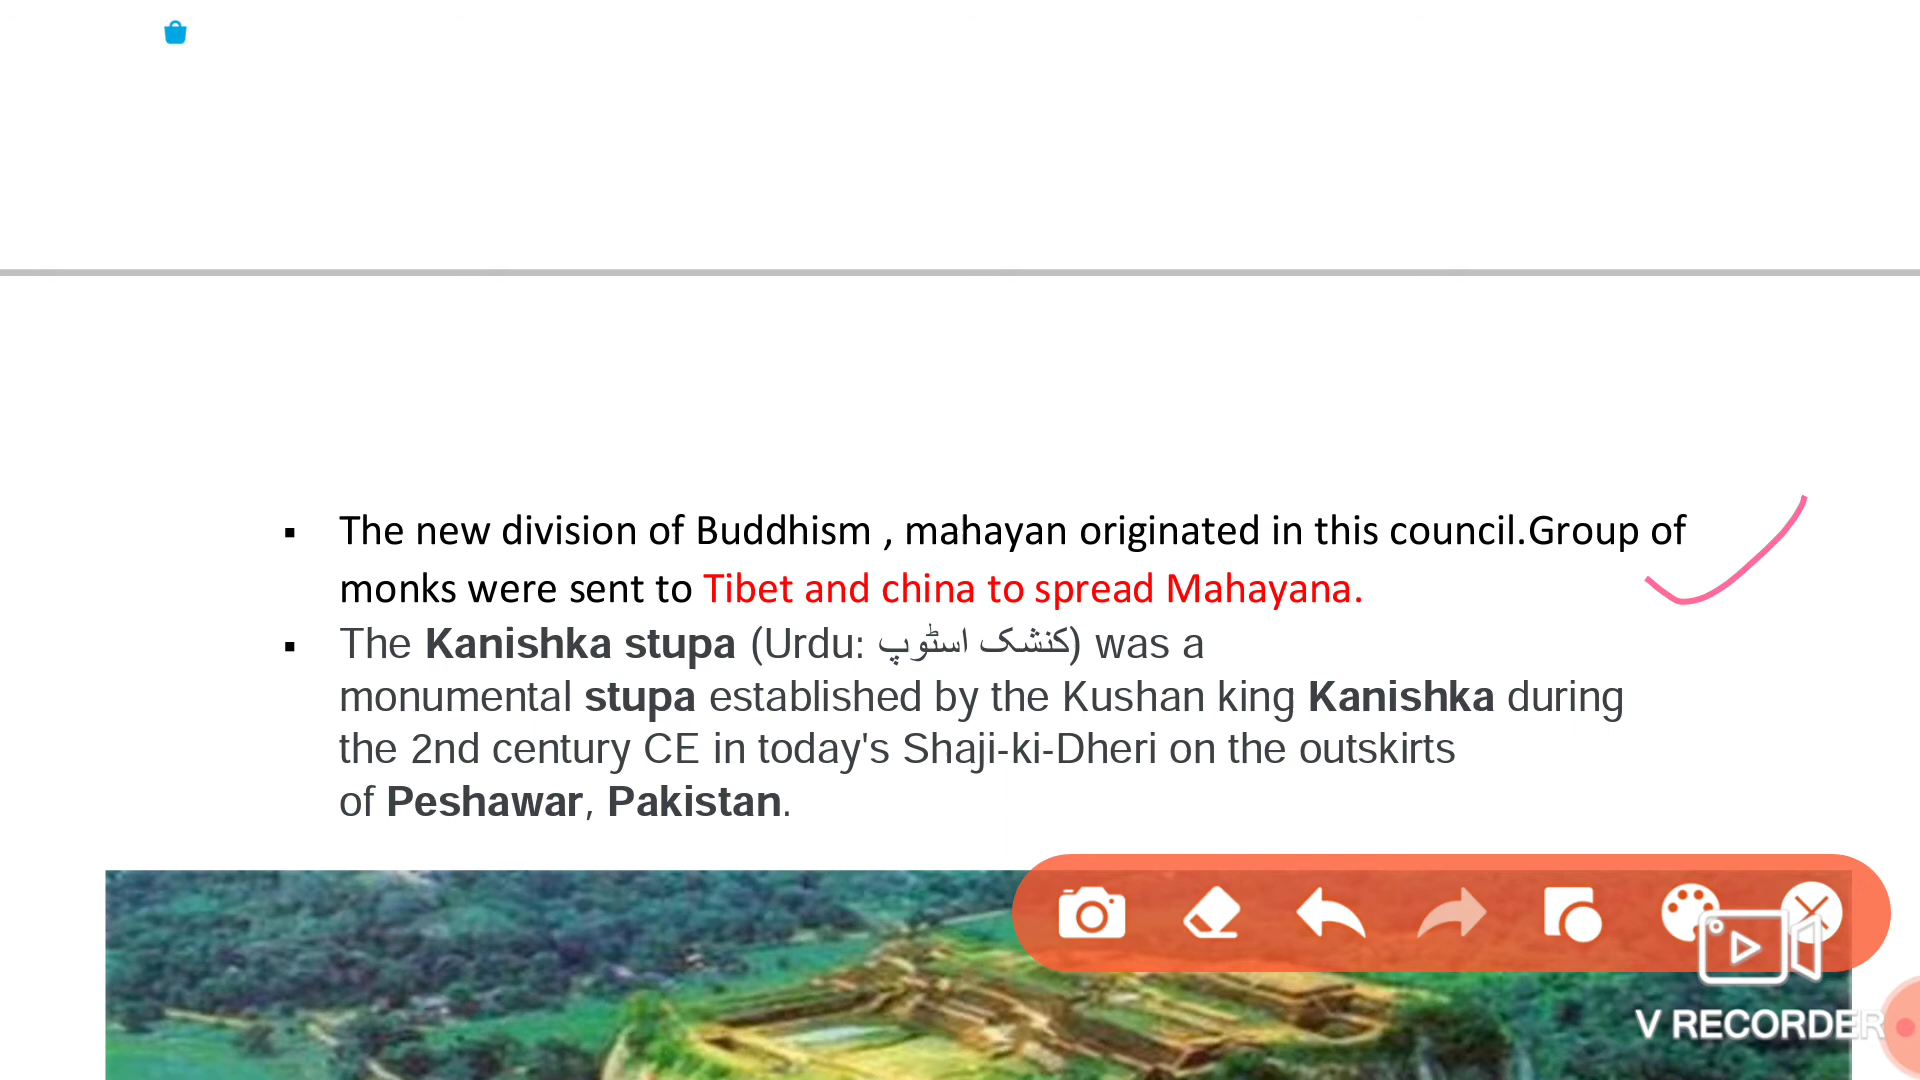 ▪ The new division of Buddhism , mahayan originated in this council.Group of
monks were sent to Tibet and china to spread Mahayana.
▪ The Kanishka stupa (Urdu: کنشک اسٹوپ) was a
monumental stupa established by the Kushan king Kanishka during
the 2nd century CE in today's Shaji-ki-Dheri on the outskirts
of Peshawar, Pakistan.
V RECORDER